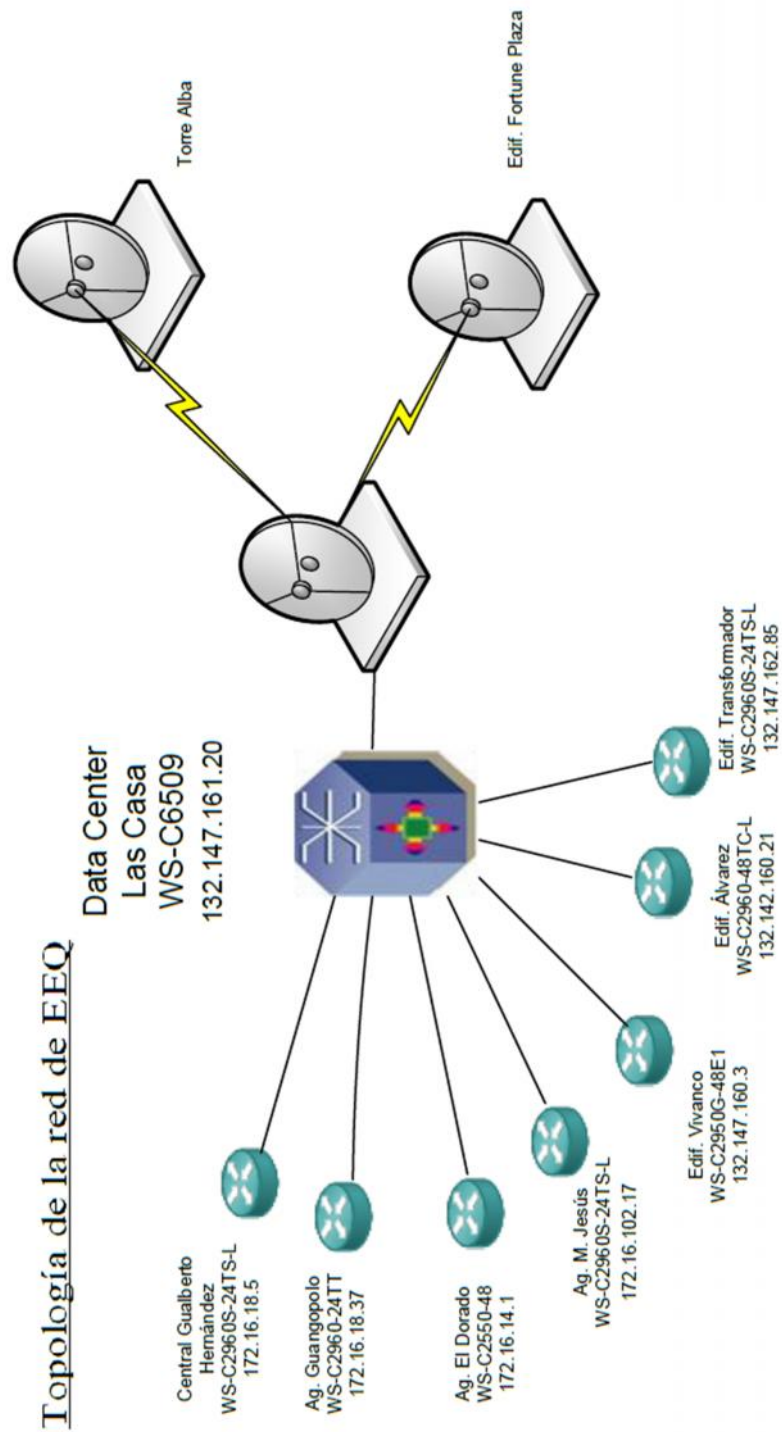 Topología de la red de EEQ
Data Center
Las Casa
WS-C6509
132.147.161.20
Torre Alba
Edif. Fortune Plaza
Central Gualberto
Hernández
WS-C2960S-24TS-L
172.16.18.5
Ag. Guangopolo
WS-C2960-24TT
172.16.18.37
Ag. El Dorado
WS-C2550-48
172.16.14.1
Ag. M. Jesús
WS-C2960S-24TS-L
172.16.102.17
Edif. Vivanco
WS-C2950G-48E1
132.147.160.3
Edif. Álvarez
WS-C2960-48TC-L
132.142.160.21
Edif. Transformador
WS-C2960S-24TS-L
132.147.162.85